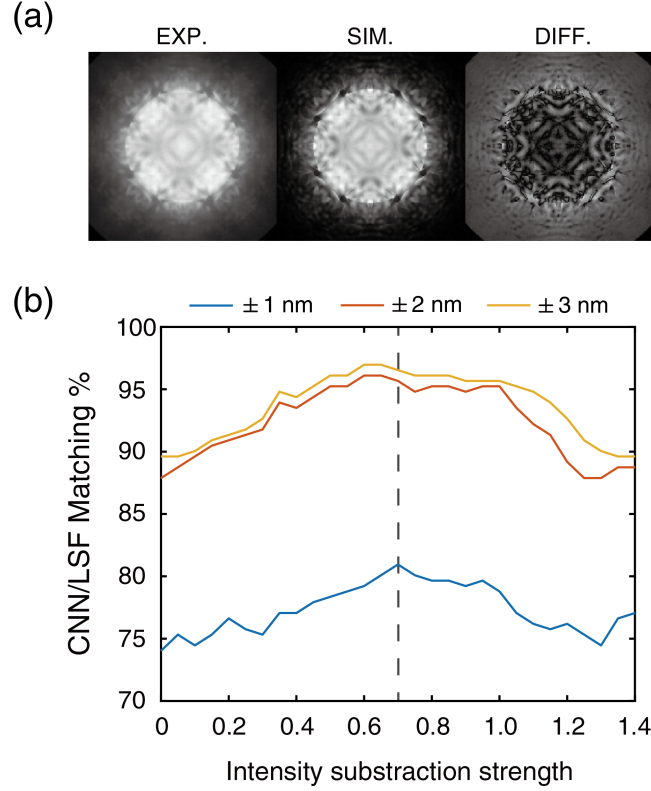 (a)
EXP. SIM. DIFF.
(b)
± 1 nm ± 2 nm ± 3 nm
100
95
90
85
80
75
70
CNN/LSF Matching %
0 0.2 0.4 0.6 0.8 1.0 1.2 1.4
Intensity substraction strength